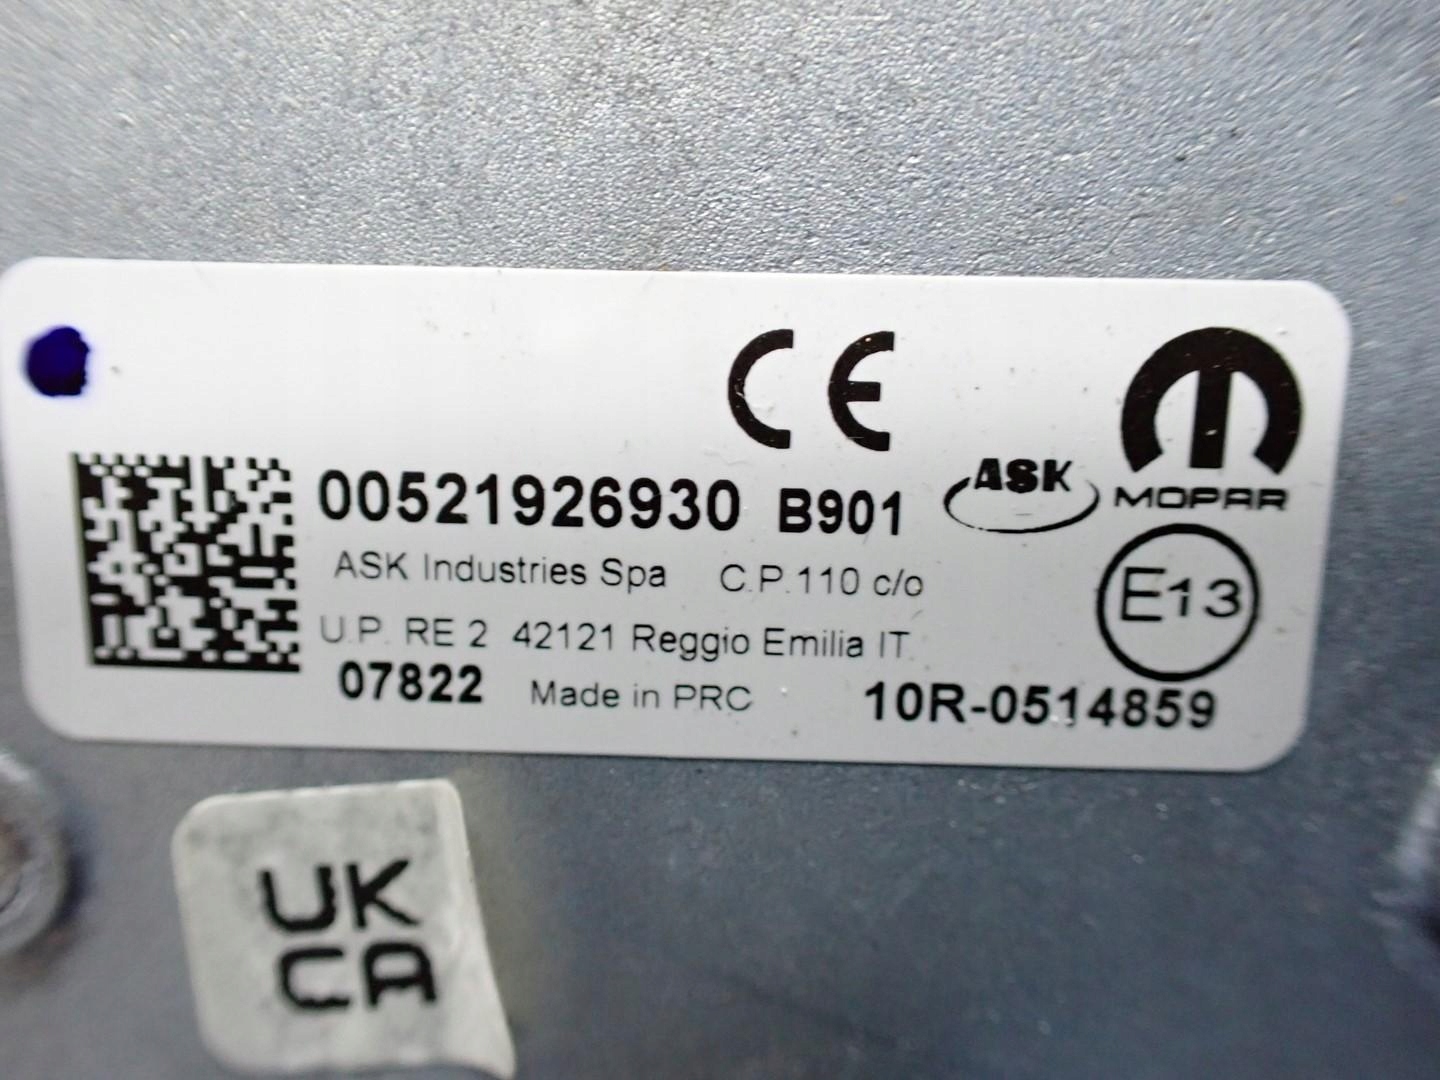 CE
00521926930 B901
ASK
MOPAR
ASK Industries Spa C.P.110 c/o
U.P. RE 2 42121 Reggio Emilia IT
E13
07822 Made in PRC 10R-0514859
UK
CA